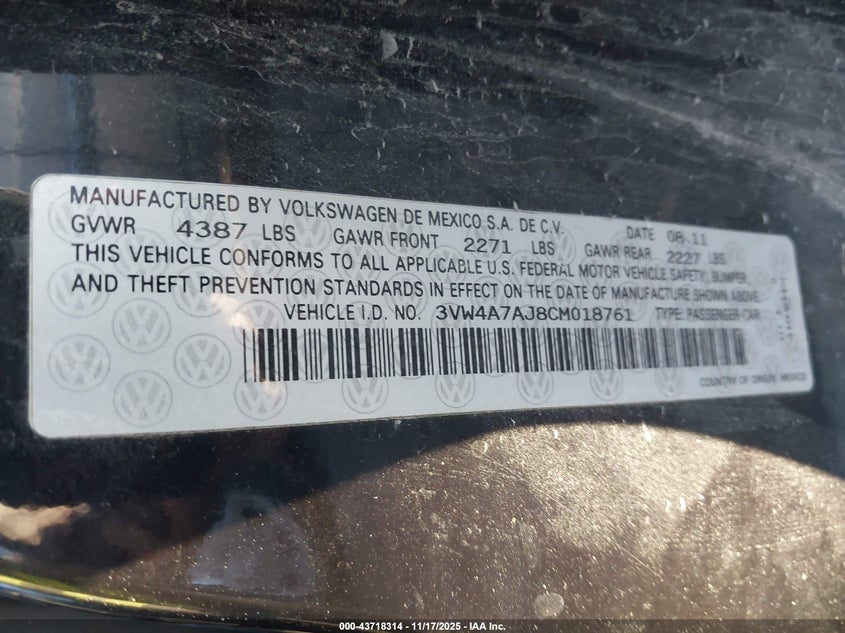 MANUFACTURED BY VOLKSWAGEN DE MEXICO S.A. DE C.V. DATE 08.11
GVWR 4387 LBS GAWR FRONT 2271 LBS GAWR REAR 2227 LBS
THIS VEHICLE CONFORMS TO ALL APPLICABLE U.S. FEDERAL MOTOR VEHICLE SAFETY, BUMPER,
AND THEFT PREVENTION STANDARDS IN EFFECT ON THE DATE OF MANUFACTURE SHOWN ABOVE.
VEHICLE I.D. NO. 3VW4A7AJ8CM018761 TYPE: PASSENGER CAR
COUNTRY OF ORIGIN: MEXICO
000-43718314 - 11/17/2025 - IAA Inc.